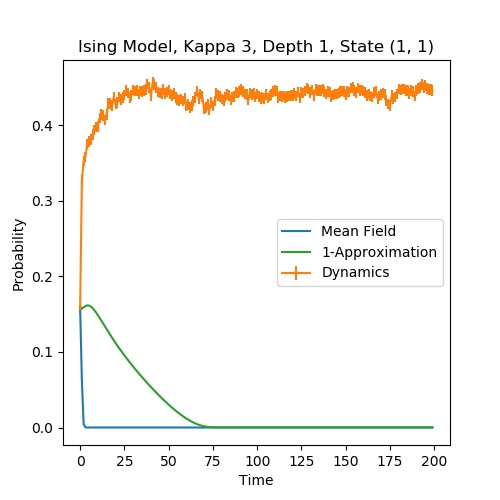 Ising Model, Kappa 3, Depth 1, State (1, 1)
Probability
0.4
0.3
0.2
0.1
0.0
Mean Field
1-Approximation
Dynamics
0 25 50 75 100 125 150 175 200
Time